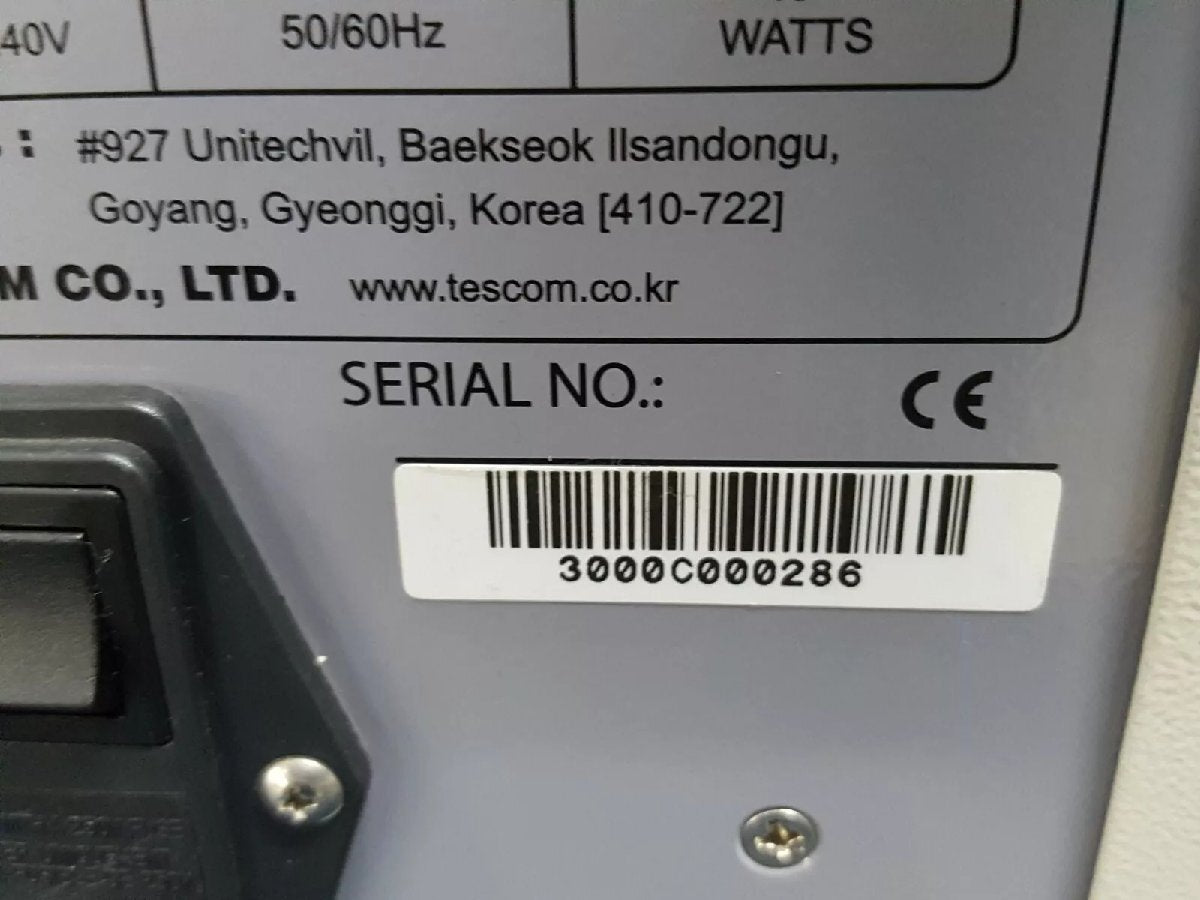 40V 50/60Hz WATTS
: #927 Unitechvil, Baekseok Ilsandongu,
Goyang, Gyeonggi, Korea [410-722]
M CO., LTD. www.tescom.co.kr
SERIAL NO.: CE
3000C000286